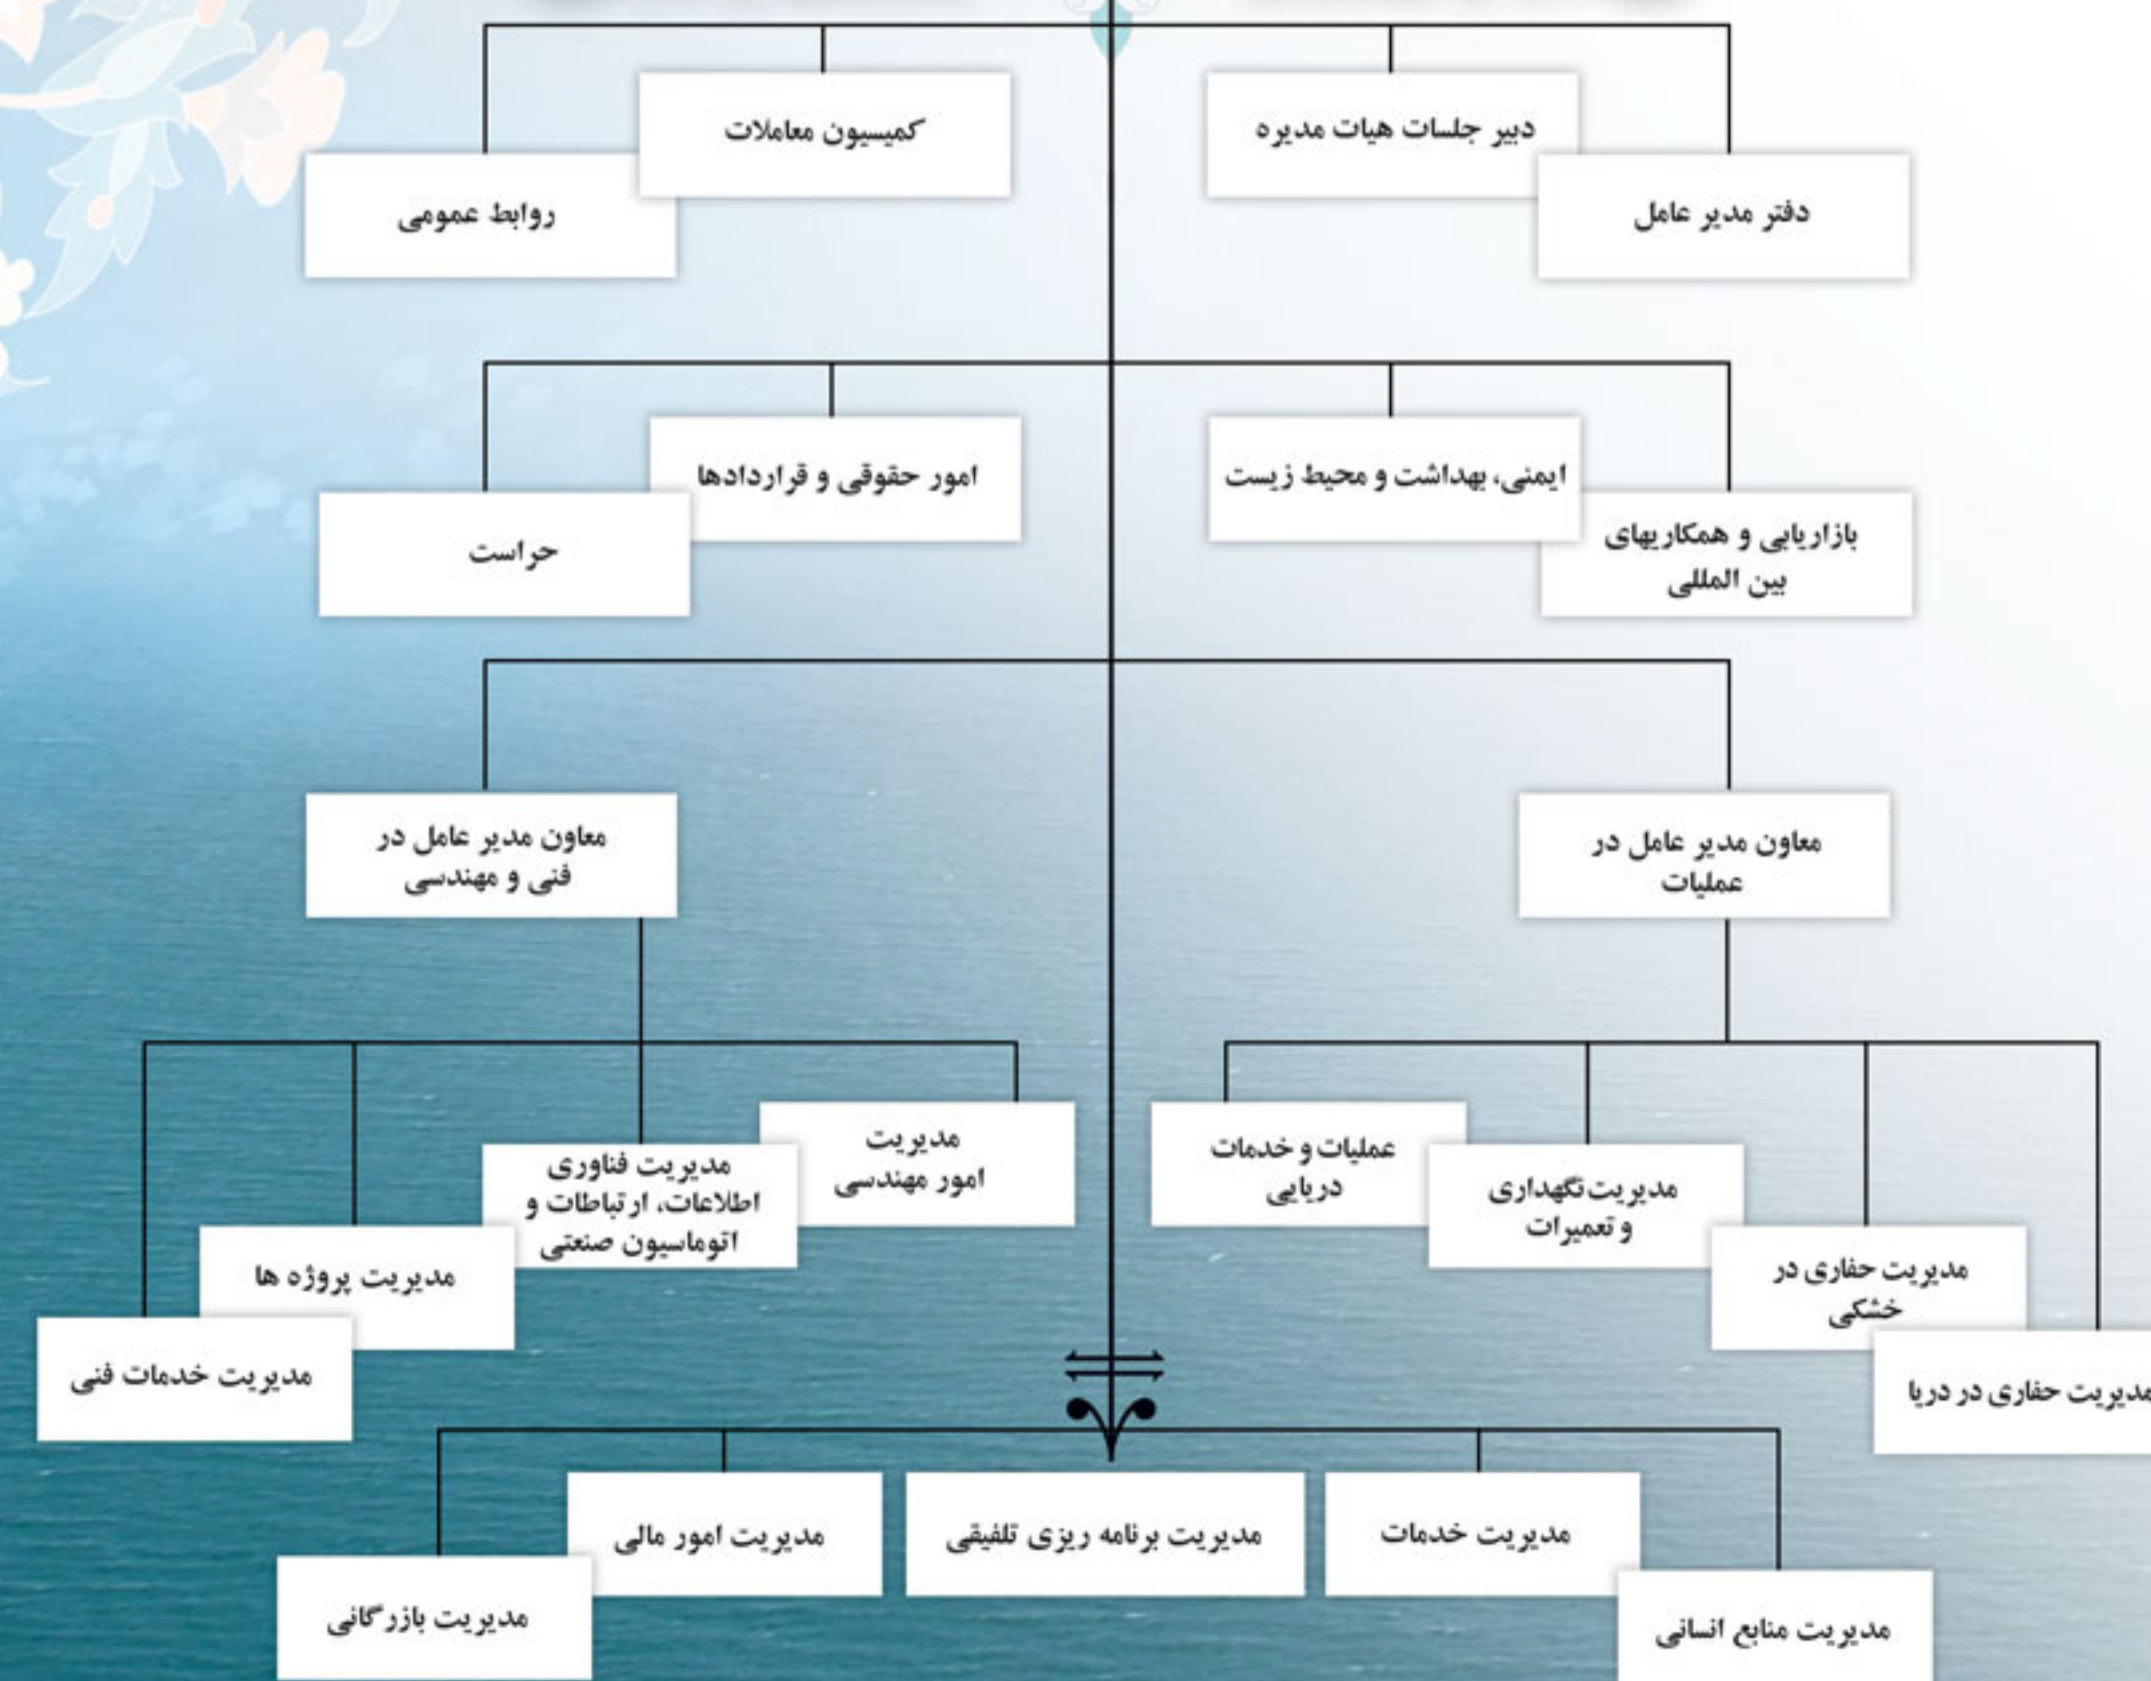 دبیر جلسات هیات مدیره
کمیسیون معاملات
دفتر مدیر عامل
روابط عمومی
ایمنی، بهداشت و محیط زیست
امور حقوقی و قراردادها
بازاریابی و همکاریهای
بین المللی
حراست
معاون مدیر عامل در
عملیات
معاون مدیر عامل در
فنی و مهندسی
مدیریت حفاری در دریا
مدیریت حفاری در
خشکی
مدیریت نگهداری
و تعمیرات
عملیات و خدمات
دریایی
مدیریت
امور مهندسی
مدیریت فناوری
اطلاعات، ارتباطات و
اتوماسیون صنعتی
مدیریت پروژه ها
مدیریت خدمات فنی
مدیریت منابع انسانی
مدیریت خدمات
مدیریت برنامه ریزی تلفیقی
مدیریت امور مالی
مدیریت بازرگانی